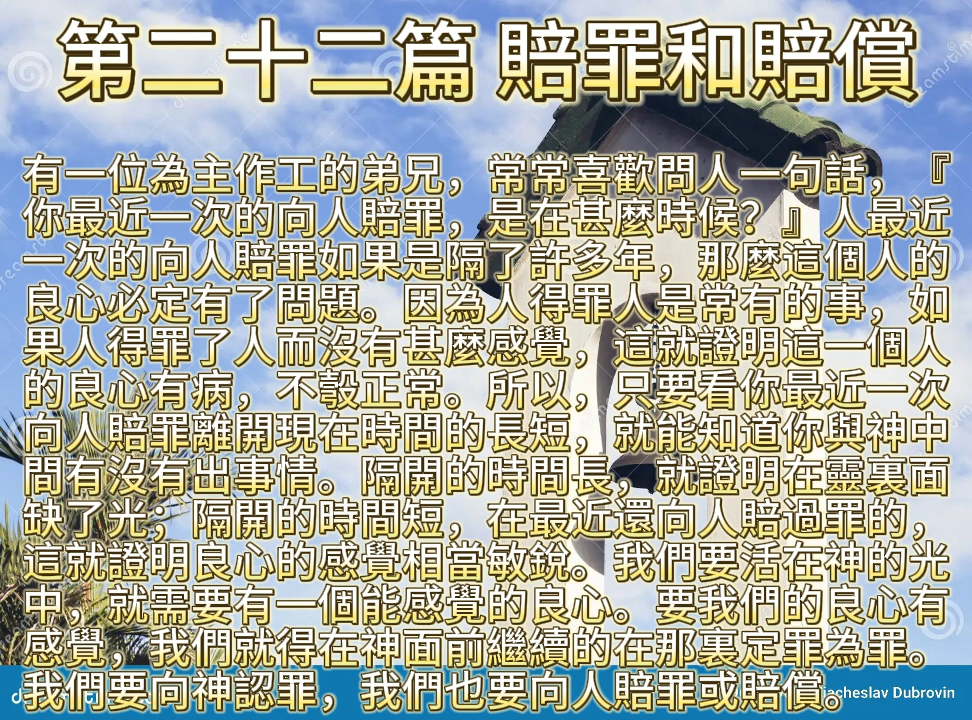 第二十二篇 賠罪和賠償
有一位為主作工的弟兄，常常喜歡問人一句話，『
你最近一次的向人賠罪，是在甚麼時候？』人最近
一次的向人賠罪如果是隔了許多年，那麼這個人的
良心必定有了問題。因為人得罪人是常有的事，如
果人得罪了人而沒有甚麼感覺，這就證明這一個人
的良心有病，不彀正常。所以，只要看你最近一次
向人賠罪離開現在時間的長短，就能知道你與神中
間有沒有出事情。隔開的時間長，就證明在靈裏面
缺了光；隔開的時間短，在最近還向人賠過罪的，
這就證明良心的感覺相當敏銳。我們要活在神的光
中，就需要有一個能感覺的良心。要我們的良心有
感覺，我們就得在神面前繼續的在那裏定罪為罪。
我們要向神認罪，我們也要向人賠罪或賠償。
acheslav Dubrovin